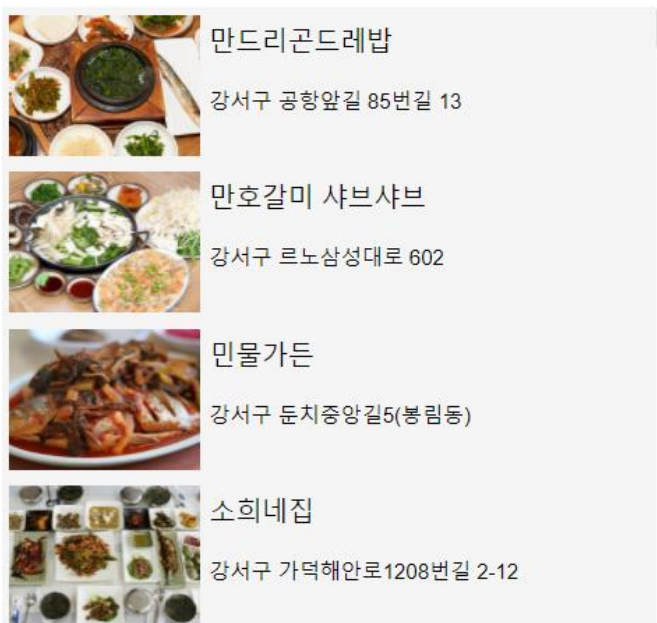 만드리곤드레밥
강서구 공항앞길 85번길 13
만호갈미 샤브샤브
강서구 르노삼성대로 602
민물가든
강서구 둔치중앙길5(봉림동)
소희네집
강서구 가덕해안로1208번길 2-12